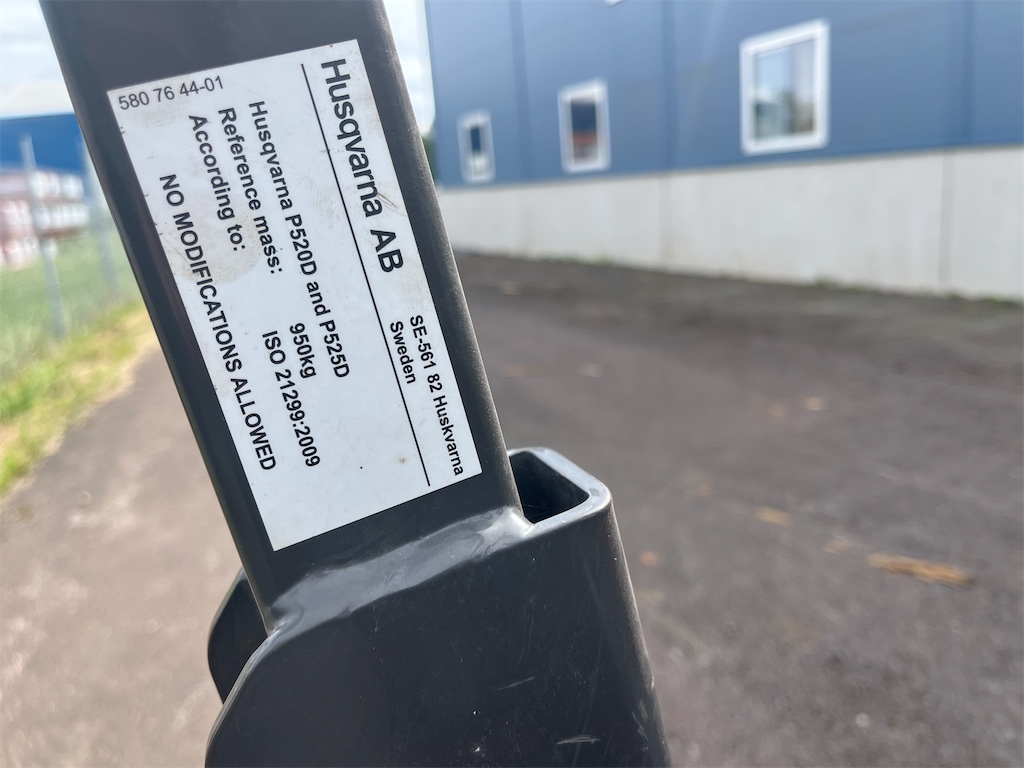 Husqvarna AB
SE-561 82 Huskvarna
Sweden
Husqvarna P520D and P525D
Reference mass: 950kg
According to: ISO 21299:2009
NO MODIFICATIONS ALLOWED
580 76 44-01